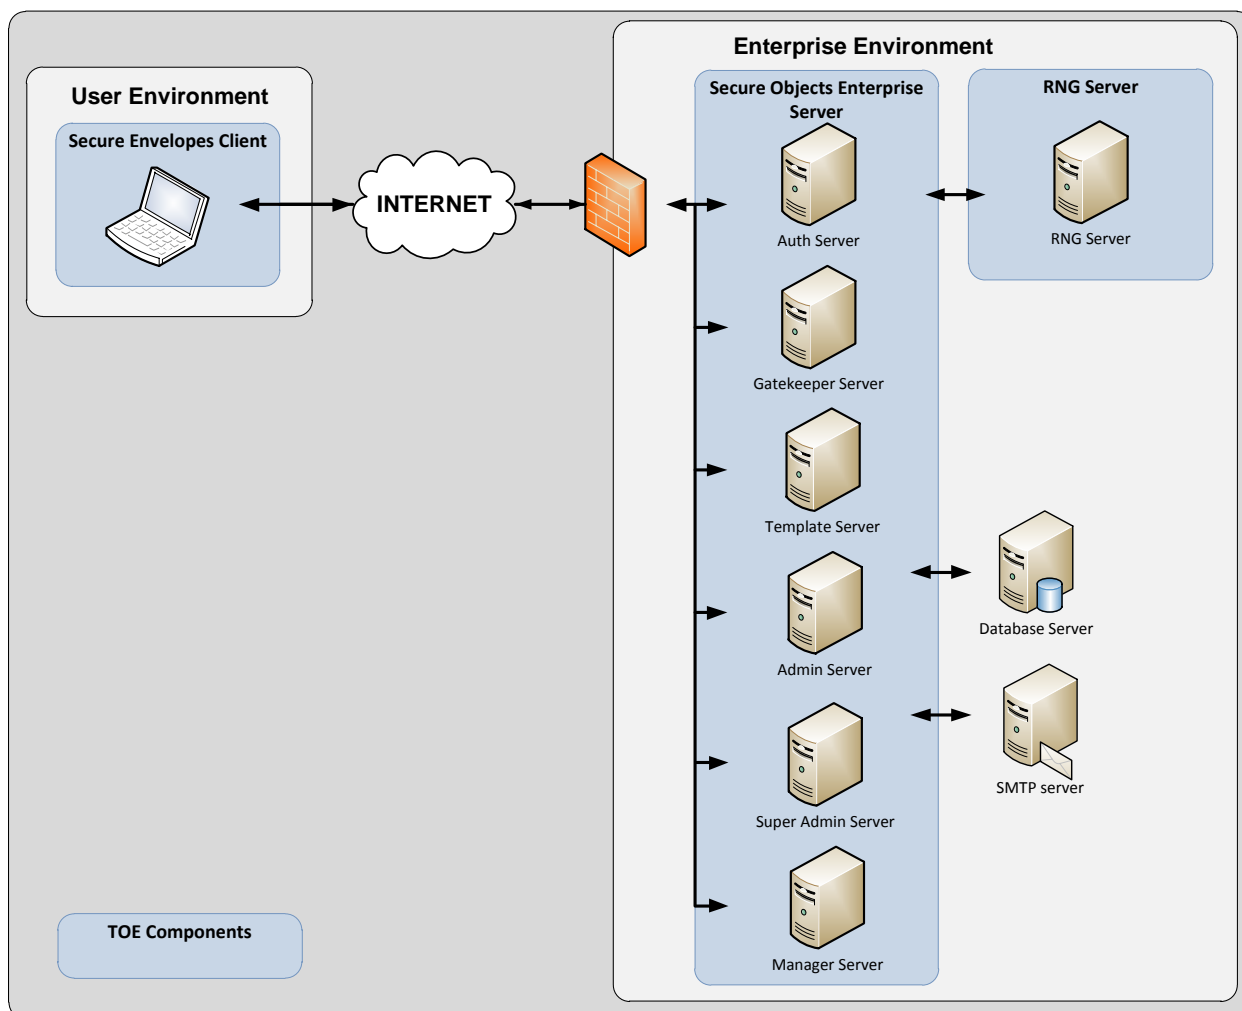 Enterprise Environment
User Environment
Secure Envelopes Client
INTERNET
Secure Objects Enterprise
Server
RNG Server
Auth Server
RNG Server
Gatekeeper Server
Template Server
Database Server
Admin Server
SMTP server
Super Admin Server
Manager Server
TOE Components